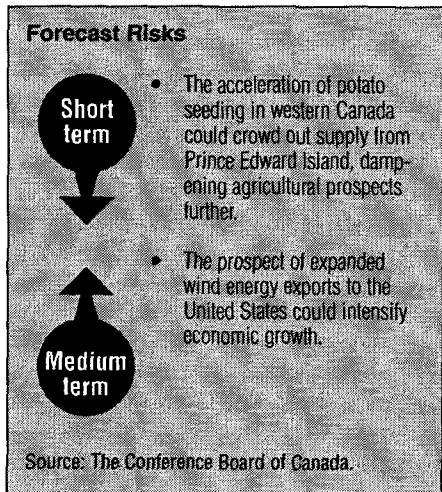 Forecast Risks
Short
term
• The acceleration of potato
seeding in western Canada
could crowd out supply from
Prince Edward Island, damp-
ening agricultural prospects
further.
• The prospect of expanded
wind energy exports to the
United States could intensify
economic growth.
Medium
term
Source: The Conference Board of Canada.